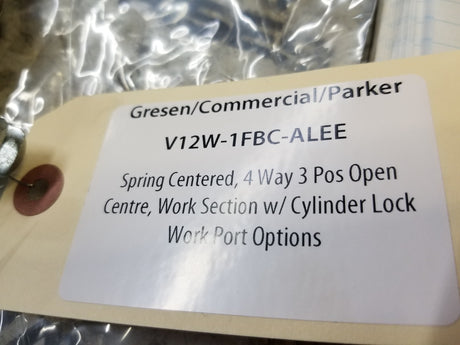 Gresen/Commercial/Parker
V12W-1FBC-ALEE
Spring Centered, 4 Way 3 Pos Open
Centre, Work Section w/ Cylinder Lock
Work Port Options